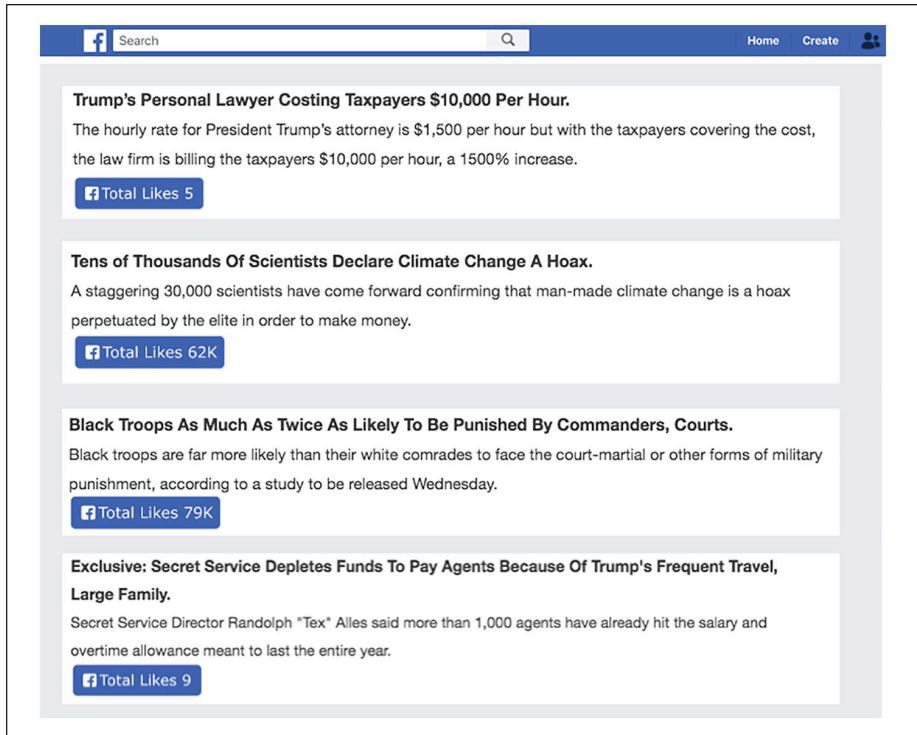 Search
Home Create
Trump's Personal Lawyer Costing Taxpayers $10,000 Per Hour.
The hourly rate for President Trump's attorney is $1,500 per hour but with the taxpayers covering the cost,
the law firm is billing the taxpayers $10,000 per hour, a 1500% increase.
Total Likes 5
Tens of Thousands Of Scientists Declare Climate Change A Hoax.
A staggering 30,000 scientists have come forward confirming that man-made climate change is a hoax
perpetuated by the elite in order to make money.
Total Likes 62K
Black Troops As Much As Twice As Likely To Be Punished By Commanders, Courts.
Black troops are far more likely than their white comrades to face the court-martial or other forms of military
punishment, according to a study to be released Wednesday.
Total Likes 79K
Exclusive: Secret Service Depletes Funds To Pay Agents Because Of Trump's Frequent Travel,
Large Family.
Secret Service Director Randolph "Tex" Alles said more than 1,000 agents have already hit the salary and
overtime allowance meant to last the entire year.
Total Likes 9